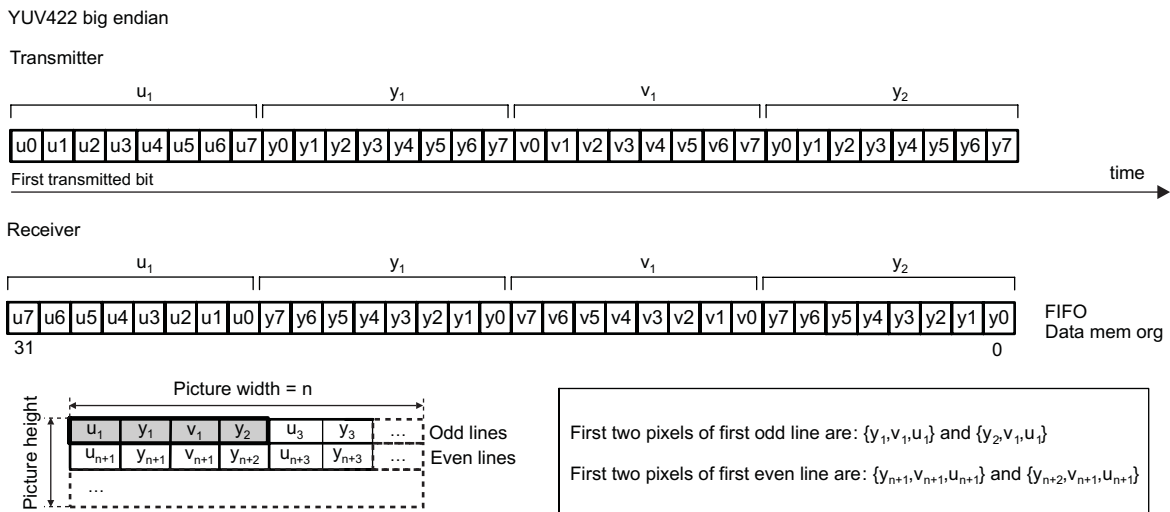 YUV422 big endian
Transmitter
u1 y1 v1 y2
u0 u1 u2 u3 u4 u5 u6 u7 y0 y1 y2 y3 y4 y5 y6 y7 v0 v1 v2 v3 v4 v5 v6 v7 y0 y1 y2 y3 y4 y5 y6 y7
First transmitted bit time
Receiver
u1 y1 v1 y2
u7 u6 u5 u4 u3 u2 u1 u0 y7 y6 y5 y4 y3 y2 y1 y0 v7 v6 v5 v4 v3 v2 v1 v0 y7 y6 y5 y4 y3 y2 y1 y0 FIFO
Data mem org
31 0
Picture width = n
Picture height
u1 y1 v1 y2 u3 y3 ... Odd lines
un+1 yn+1 vn+1 yn+2 un+3 yn+3 ... Even lines
...
First two pixels of first odd line are: {y1,v1,u1} and {y2,v1,u1}
First two pixels of first even line are: {yn+1,vn+1,un+1} and {yn+2,vn+1,un+1}